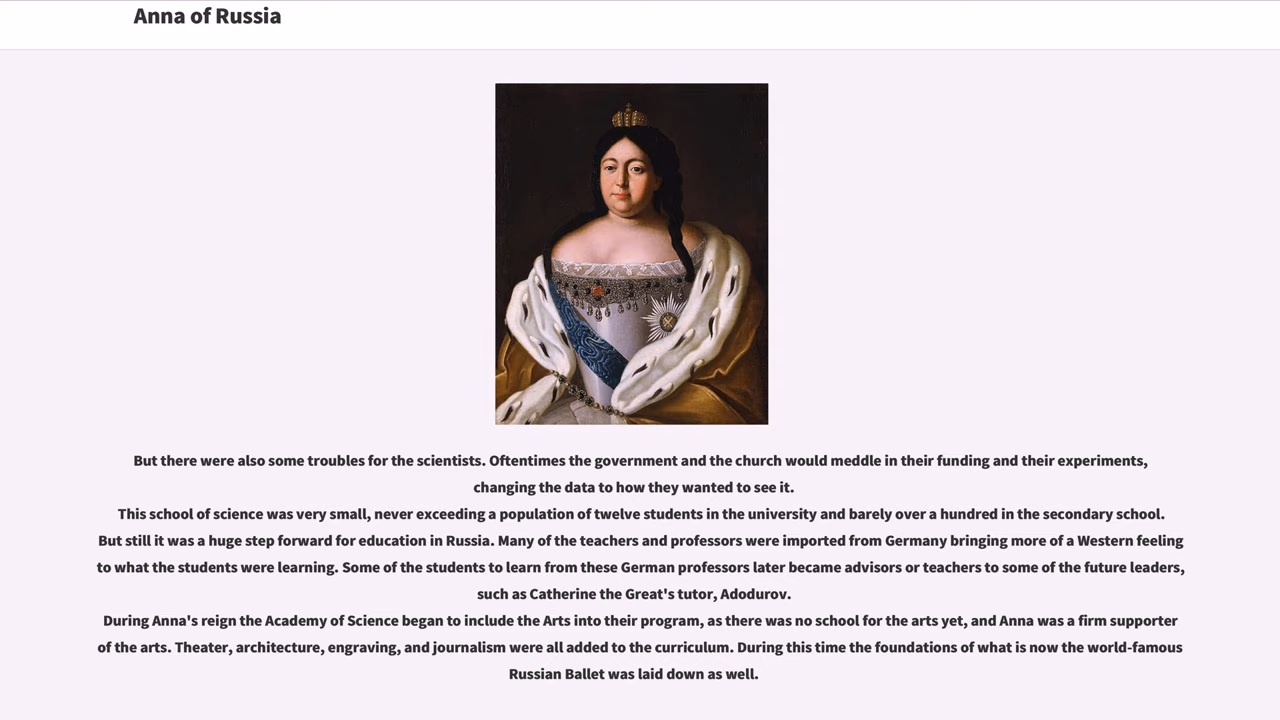 Anna of Russia
But there were also some troubles for the scientists. Oftentimes the government and the church would meddle in their funding and their experiments,
changing the data to how they wanted to see it.
This school of science was very small, never exceeding a population of twelve students in the university and barely over a hundred in the secondary school.
But still it was a huge step forward for education in Russia. Many of the teachers and professors were imported from Germany bringing more of a Western feeling
to what the students were learning. Some of the students to learn from these German professors later became advisors or teachers to some of the future leaders,
such as Catherine the Great's tutor, Adodurov.
During Anna's reign the Academy of Science began to include the Arts into their program, as there was no school for the arts yet, and Anna was a firm supporter
of the arts. Theater, architecture, engraving, and journalism were all added to the curriculum. During this time the foundations of what is now the world-famous
Russian Ballet was laid down as well.